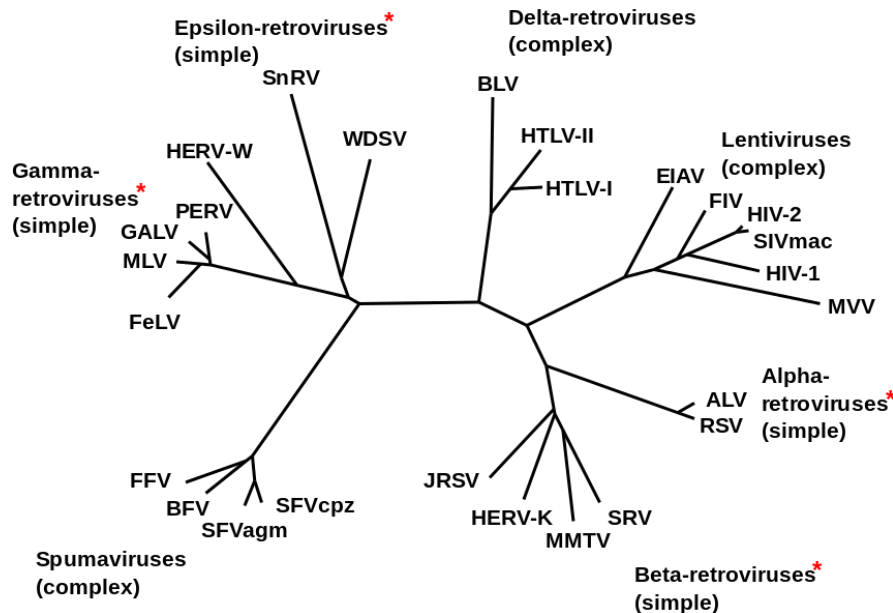 Epsilon-retroviruses*
(simple)
SnRV
WDSV
Delta-retroviruses
(complex)
BLV
HTLV-II
HTLV-I
Lentiviruses
(complex)
EIAV
FIV
HIV-2
SIVmac
HIV-1
MVV
HERV-W
Gamma-
retroviruses*
(simple)
PERV
GALV
MLV
FeLV
Alpha-
retroviruses*
(simple)
ALV
RSV
FFV
BFV
SFVagm
SFVcpz
Spumaviruses
(complex)
JRSV
HERV-K
MMTV
SRV
Beta-retroviruses*
(simple)